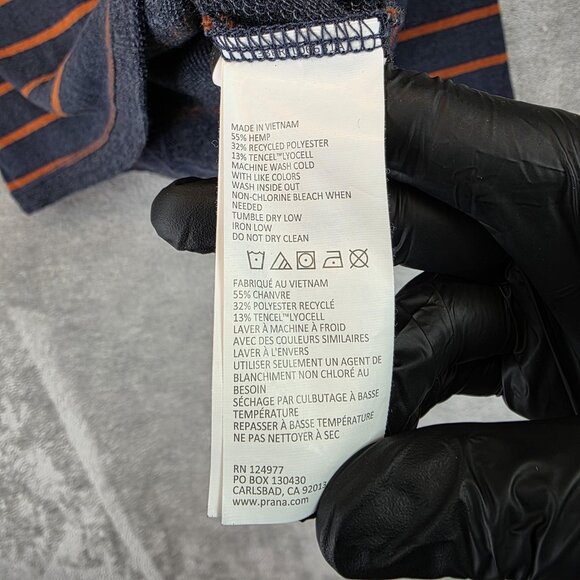 MADE IN VIETNAM
55% HEMP
32% RECYCLED POLYESTER
13% TENCEL™LYOCELL
MACHINE WASH COLD
WITH LIKE COLORS
WASH INSIDE OUT
NON-CHLORINE BLEACH WHEN
NEEDED
TUMBLE DRY LOW
IRON LOW
DO NOT DRY CLEAN
FABRIQUÉ AU VIETNAM
55% CHANVRE
32% POLYESTER RECYCLÉ
13% TENCEL™LYOCELL
LAVER À MACHINE À FROID
AVEC DES COULEURS SIMILAIRES
LAVER À L'ENVERS
UTILISER SEULEMENT UN AGENT DE
BLANCHIMENT NON CHLORÉ AU
BESOIN
SÉCHAGE PAR CULBUTAGE À BASSE
TEMPÉRATURE
REPASSER À BASSE TEMPÉRATURE
NE PAS NETTOYER À SEC
RN 124977
PO BOX 130430
CARLSBAD, CA 92013
www.prana.com